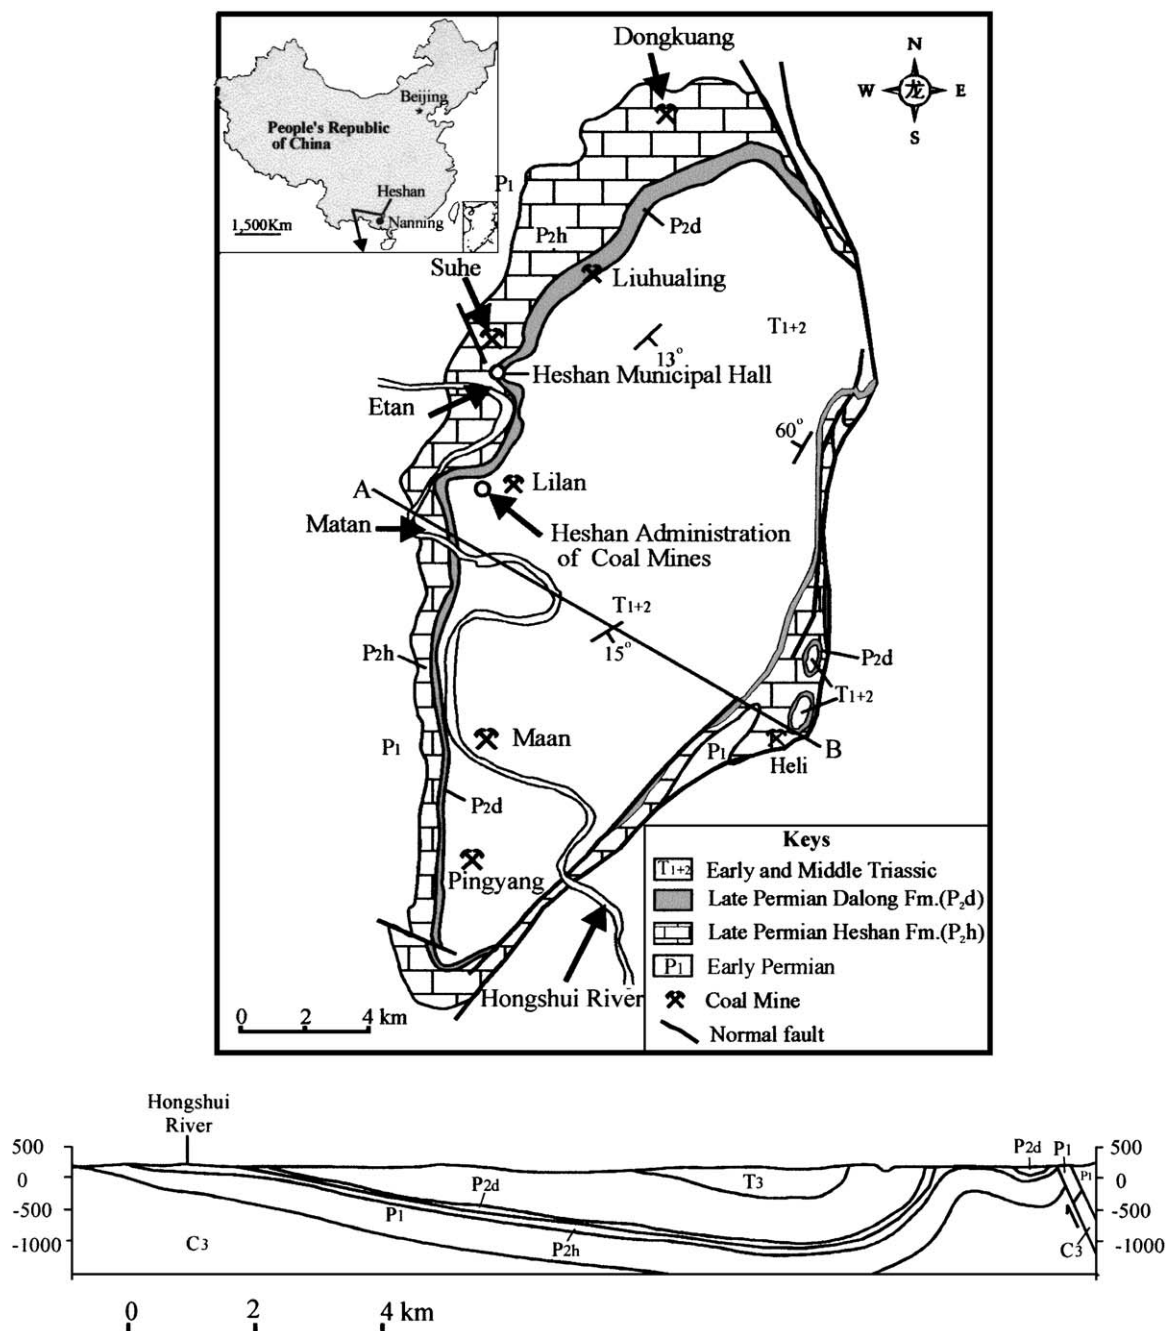 Dongkuang
N
W
龙
E
S
Beijing
People's Republic
of China
Heshan
Nanning
1,500Km
P1
P2h
P2d
Suhe
Liuhualing
T1+2
13°
Heshan Municipal Hall
Etan
60°
A
Lilan
Matan
Heshan Administration
of Coal Mines
T1+2
15°
P2h
P2d
T1+2
P1
Maan
P1
B
Heli
P2d
Pingyang
Keys
T1+2 Early and Middle Triassic
Late Permian Dalong Fm.(P2d)
Late Permian Heshan Fm.(P2h)
P1 Early Permian
Coal Mine
Normal fault
Hongshui River
0 2 4 km
Hongshui
River
500
0
-500
-1000
P2d
P1
P2h
C3
T3
P2d
P1
P1
C3
500
0
-500
-1000
0 2 4 km